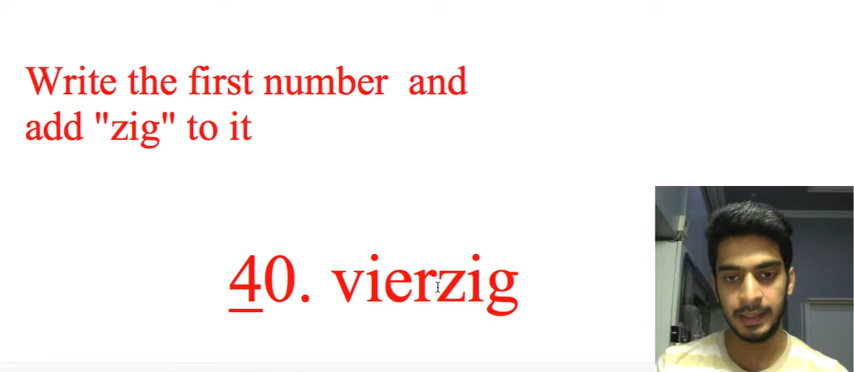 Write the first number and
add "zig" to it
40. vierzig